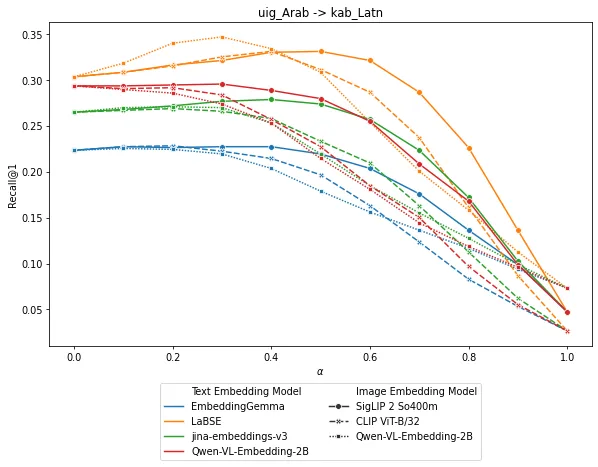 uig_Arab -> kab_Latn
0.35
0.30
0.25
0.20
0.15
0.10
0.05
Recall@1
0.0 0.2 0.4 0.6 0.8 1.0
α
Text Embedding Model
EmbeddingGemma
LaBSE
jina-embeddings-v3
Qwen-VL-Embedding-2B
Image Embedding Model
SigLIP 2 So400m
CLIP ViT-B/32
Qwen-VL-Embedding-2B